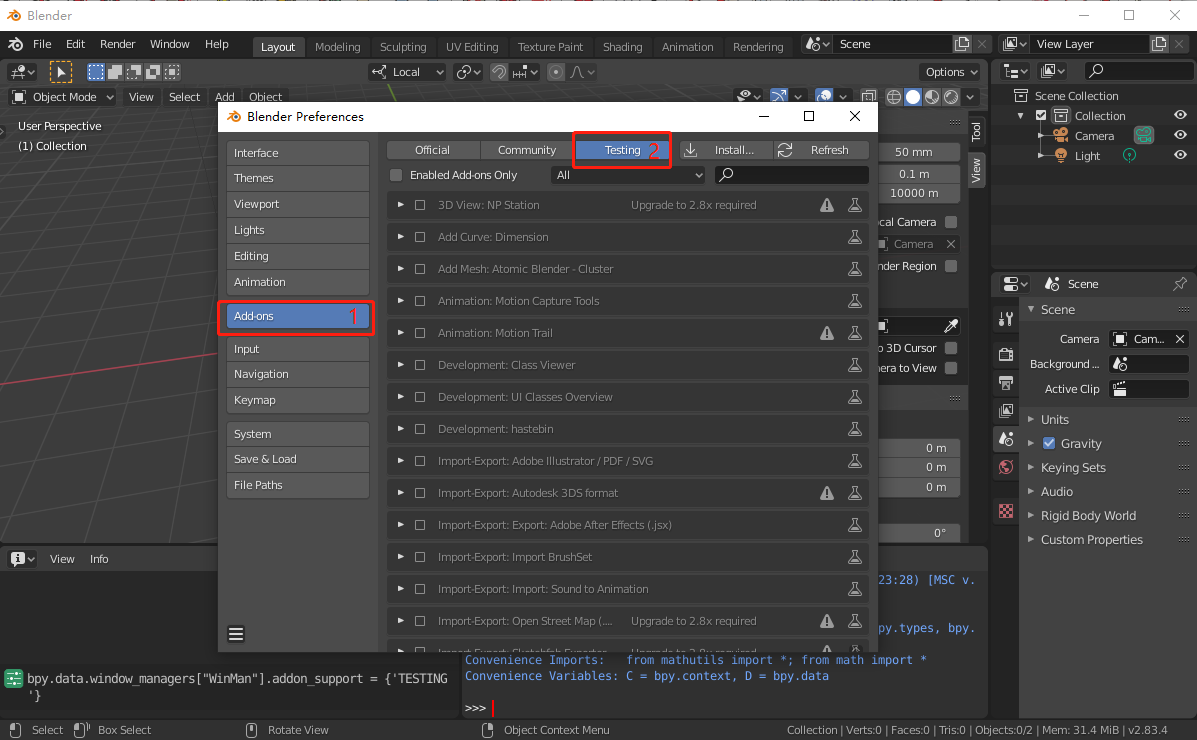 Blender
File Edit Render Window Help Layout Modeling Sculpting UV Editing Texture Paint Shading Animation Rendering Scene View Layer
Local Options
Object Mode View Select Add Object
User Perspective
(1) Collection
Scene Collection
Collection
Camera
Light
Tool
View
50 mm
0.1 m
10000 m
Camera
3D Cursor
0 m
0 m
0 m
0°
Blender Preferences
Interface
Themes
Viewport
Lights
Editing
Animation
Add-ons 1
Input
Navigation
Keymap
System
Save & Load
File Paths
Official Community Testing 2 Install... Refresh
Enabled Add-ons Only All
3D View: NP Station Upgrade to 2.8x required
Add Curve: Dimension
Add Mesh: Atomic Blender - Cluster
Animation: Motion Capture Tools
Animation: Motion Trail
Development: Class Viewer
Development: UI Classes Overview
Development: hastebin
Import-Export: Adobe Illustrator / PDF / SVG
Import-Export: Autodesk 3DS format
Import-Export: Export: Adobe After Effects (.jsx)
Import-Export: Import BrushSet
Import-Export: Import: Sound to Animation
Import-Export: Open Street Map (.... Upgrade to 2.8x required
Scene
Scene
Camera Cam...
Background ...
Active Clip
Units
Gravity
Keying Sets
Audio
Rigid Body World
Custom Properties
View Info
bpy.data.window_managers["WinMan"].addon_support = {'TESTING
'}
23:28) [MSC v.
py.types, bpy.
Convenience Imports: from mathutils import *; from math import *
Convenience Variables: C = bpy.context, D = bpy.data
>>>
Select Box Select Rotate View Object Context Menu Collection | Verts:0 | Faces:0 | Tris:0 | Objects:0/2 | Mem: 31.4 MiB | v2.83.4